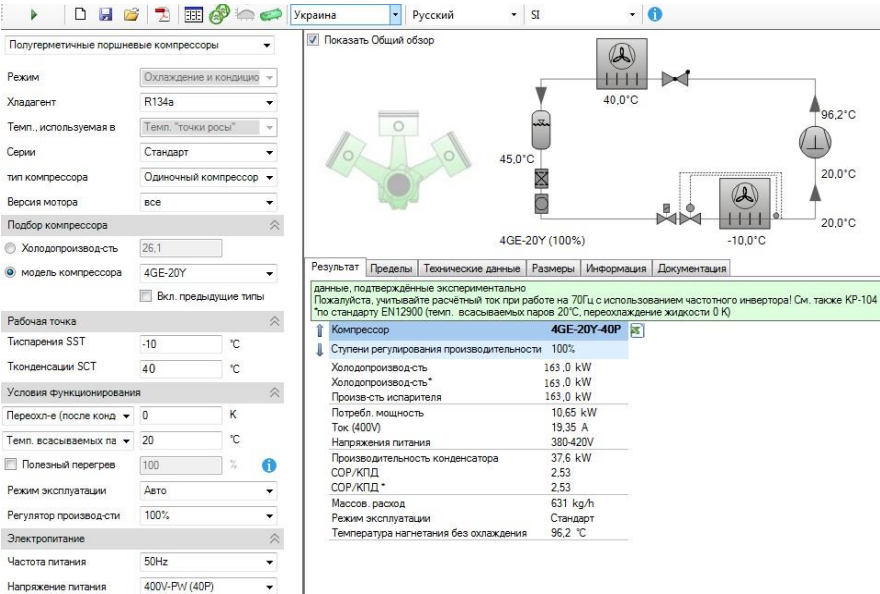 Украина Русский SI
Полугерметичные поршневые компрессоры
Режим Охлаждение и кондицио
Хладагент R134a
Темп., используемая в Темп. "точки росы"
Серии Стандарт
тип компрессора Одиночный компрессор
Версия мотора все
Подбор компрессора
Холодопроизвод-сть 26,1
модель компрессора 4GE-20Y
Вкл. предыдущие типы
Рабочая точка
Tиспарения SST -10 °C
Tконденсации SCT 40 °C
Условия функционирования
Переохл-е (после конд 0 K
Темп. всасываемых па 20 °C
Полезный перегрев 100 %
Режим эксплуатации Авто
Регулятор производ-сти 100%
Электропитание
Частота питания 50Hz
Напряжение питания 400V-PW (40P)
Показать Общий обзор
40,0°C
96,2°C
45,0°C
20,0°C
20,0°C
4GE-20Y (100%)
-10,0°C
Результат Пределы Технические данные Размеры Информация Документация
данные, подтверждённые экспериментально
Пожалуйста, учитывайте расчётный ток при работе на 70Гц с использованием частотного инвертора! См. также KP-104
*по стандарту EN12900 (темп. всасываемых паров 20°C, переохлаждение жидкости 0 K)
Компрессор 4GE-20Y-40P
Ступени регулирования производительности 100%
Холодопроизвод-сть 163,0 kW
Холодопроизвод-сть* 163,0 kW
Произв-сть испарителя 163,0 kW
Потребл. мощность 10,65 kW
Ток (400V) 19,35 A
Напряжения питания 380-420V
Производительность конденсатора 37,6 kW
COP/КПД 2,53
COP/КПД * 2,53
Массов. расход 631 kg/h
Режим эксплуатации Стандарт
Температура нагнетания без охлаждения 96,2 °C